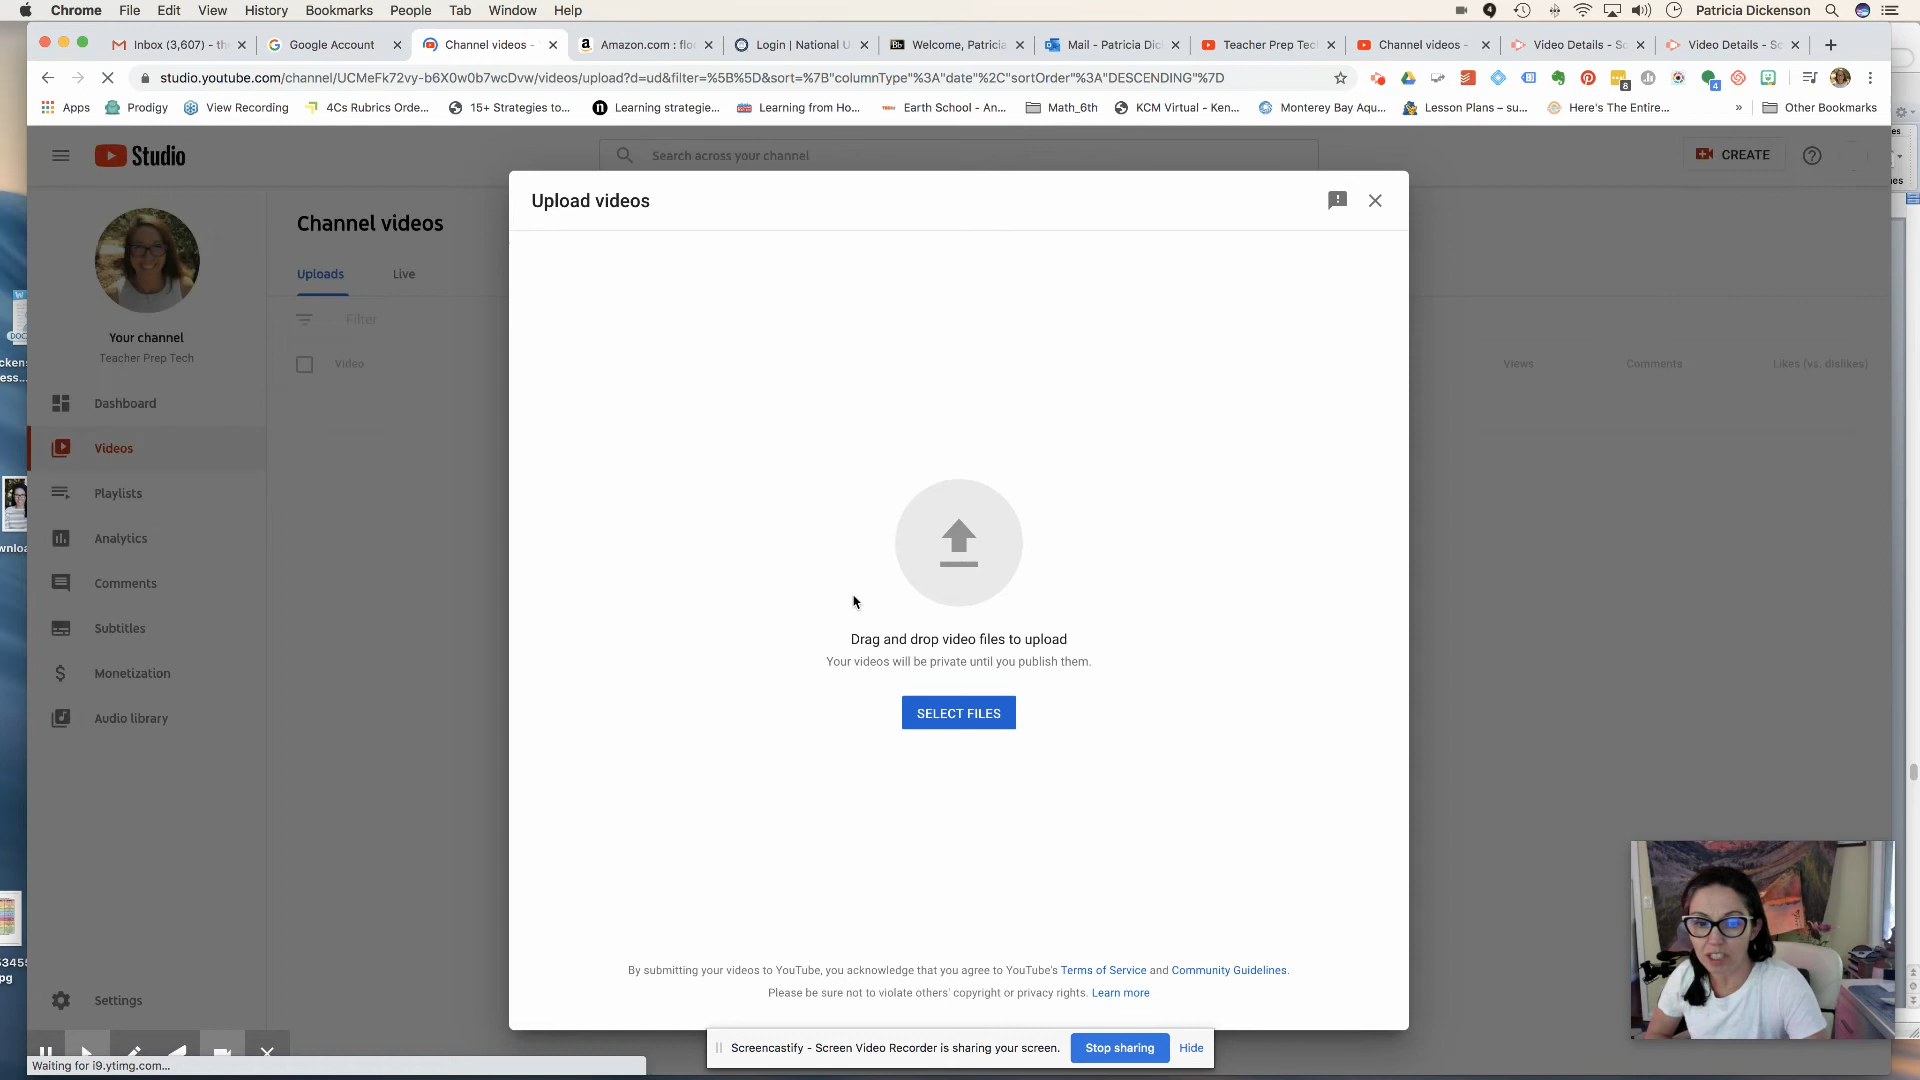 Chrome File Edit View History Bookmarks People Tab Window Help
Patricia Dickenson
Inbox (3,607) - th
Google Account
Channel videos -
Amazon.com : flo
Login | National U
Welcome, Patricia
Mail - Patricia Dic
Teacher Prep Tec
Channel videos -
Video Details - Sc
Video Details - Sc
studio.youtube.com/channel/UCMeFk72vy-b6X0w0b7wcDvw/videos/upload?d=ud&filter=%5B%5D&sort=%7B"columnType"%3A"date"%2C"sortOrder"%3A"DESCENDING"%7D
8
4
Apps
Prodigy
View Recording
4Cs Rubrics Orde...
15+ Strategies to...
Learning strategie...
Learning from Ho...
Earth School - An...
Math_6th
KCM Virtual - Ken...
Monterey Bay Aqu...
Lesson Plans – su...
Here's The Entire...
»
Other Bookmarks
Studio
Search across your channel
CREATE
Upload videos
Channel videos
Uploads
Live
Filter
Video
Views
Comments
Likes (vs. dislikes)
Your channel
Teacher Prep Tech
Dashboard
Videos
Playlists
Analytics
Comments
Subtitles
Monetization
Audio library
Settings
Drag and drop video files to upload
Your videos will be private until you publish them.
SELECT FILES
By submitting your videos to YouTube, you acknowledge that you agree to YouTube's Terms of Service and Community Guidelines.
Please be sure not to violate others' copyright or privacy rights. Learn more
Screencastify - Screen Video Recorder is sharing your screen.
Stop sharing
Hide
Waiting for i9.ytimg.com...